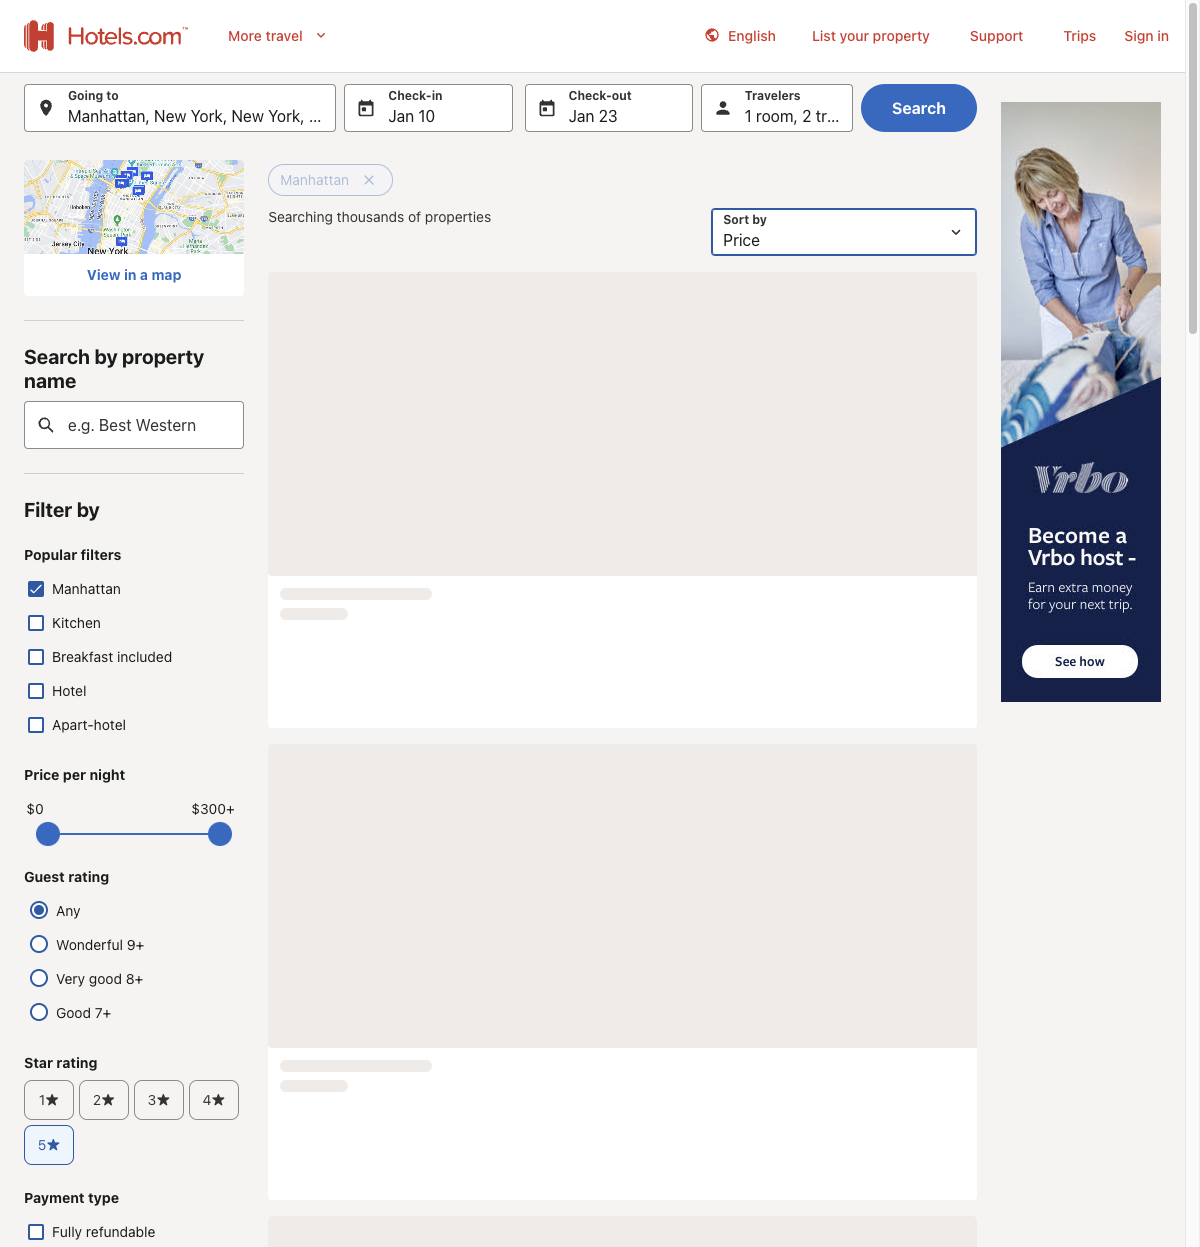 Hotels.com™
More travel
English
List your property
Support
Trips
Sign in
Going to
Manhattan, New York, New York, ...
Check-in
Jan 10
Check-out
Jan 23
Travelers
1 room, 2 tr...
Search
Manhattan
Searching thousands of properties
Sort by
Price
Hoboken
Jersey City
New York
View in a map
Search by property
name
e.g. Best Western
Filter by
Popular filters
Manhattan
Kitchen
Breakfast included
Hotel
Apart-hotel
Price per night
$0
$300+
Guest rating
Any
Wonderful 9+
Very good 8+
Good 7+
Star rating
1★ 2★ 3★ 4★
5★
Payment type
Fully refundable
Vrbo
Become a
Vrbo host -
Earn extra money
for your next trip.
See how